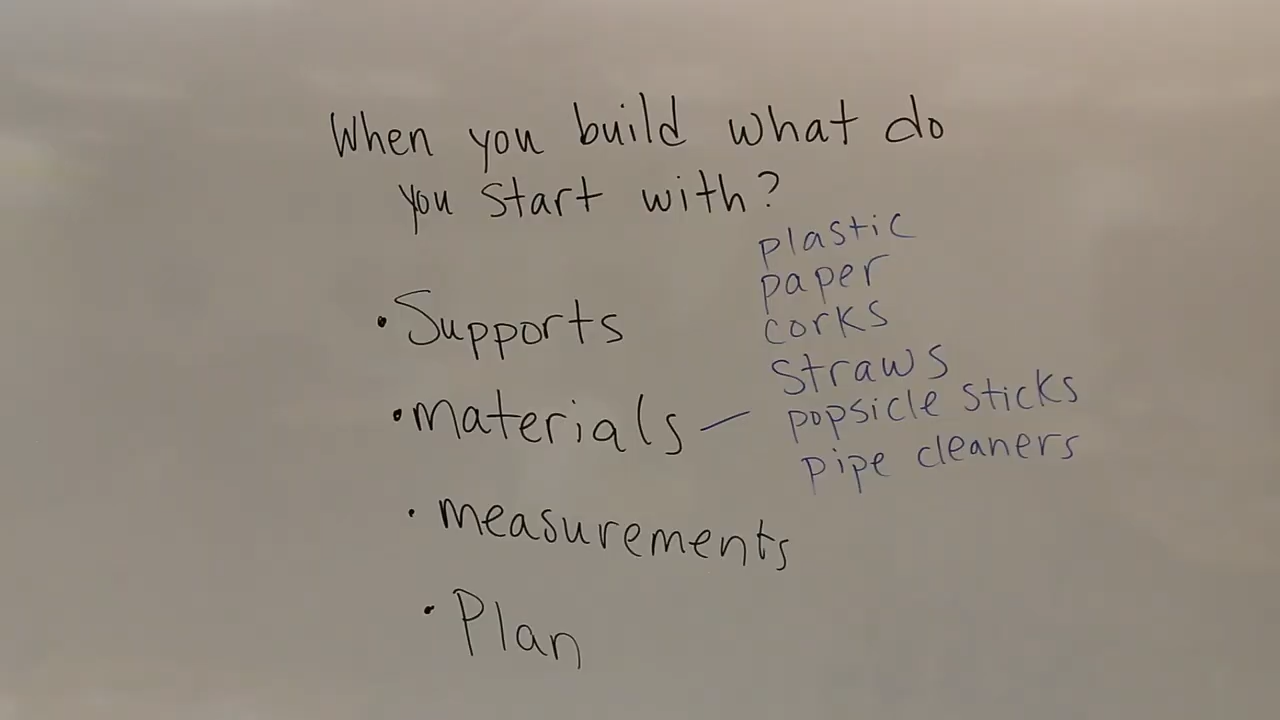 When you build what do
you start with?
plastic
paper
corks
• Supports
straws
popsicle sticks
• materials —
pipe cleaners
• measurements
• Plan